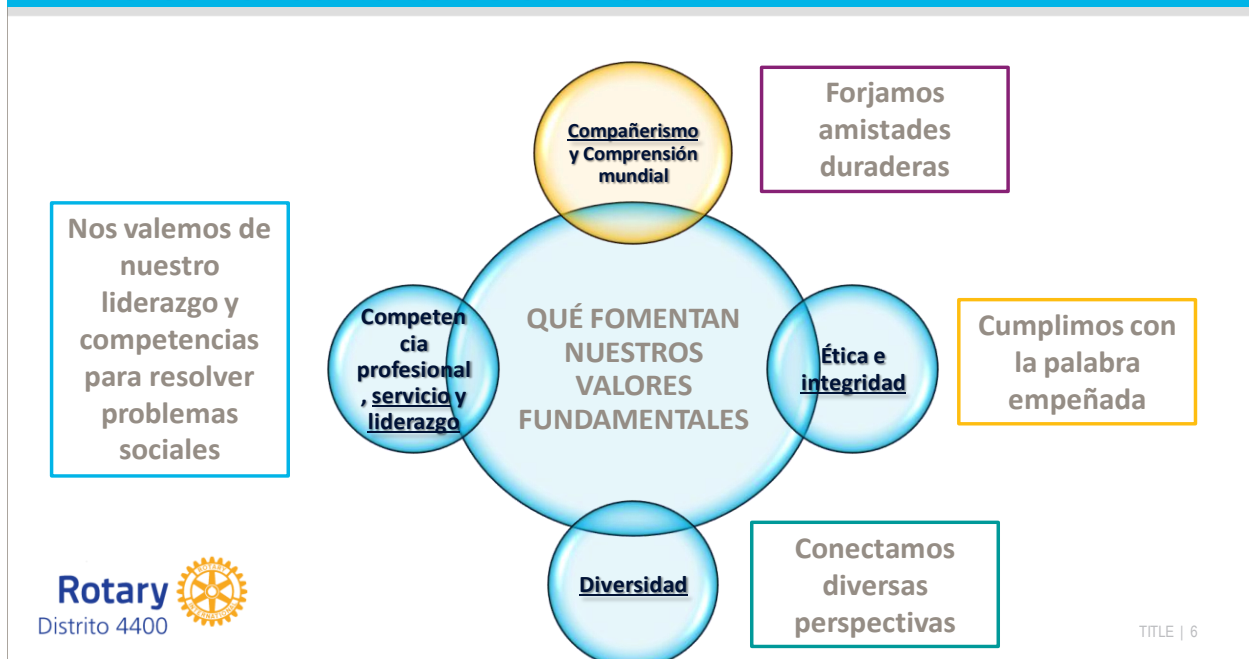 Compañerismo
y Comprensión
mundial
Forjamos
amistades
duraderas
Nos valemos de
nuestro
liderazgo y
competencias
para resolver
problemas
sociales
Competen
cia
profesional
, servicio y
liderazgo
QUÉ FOMENTAN
NUESTROS
VALORES
FUNDAMENTALES
Ética e
integridad
Cumplimos con
la palabra
empeñada
Diversidad
Conectamos
diversas
perspectivas
Rotary
Distrito 4400
ROTARY
INTERNATIONAL
TITLE | 6